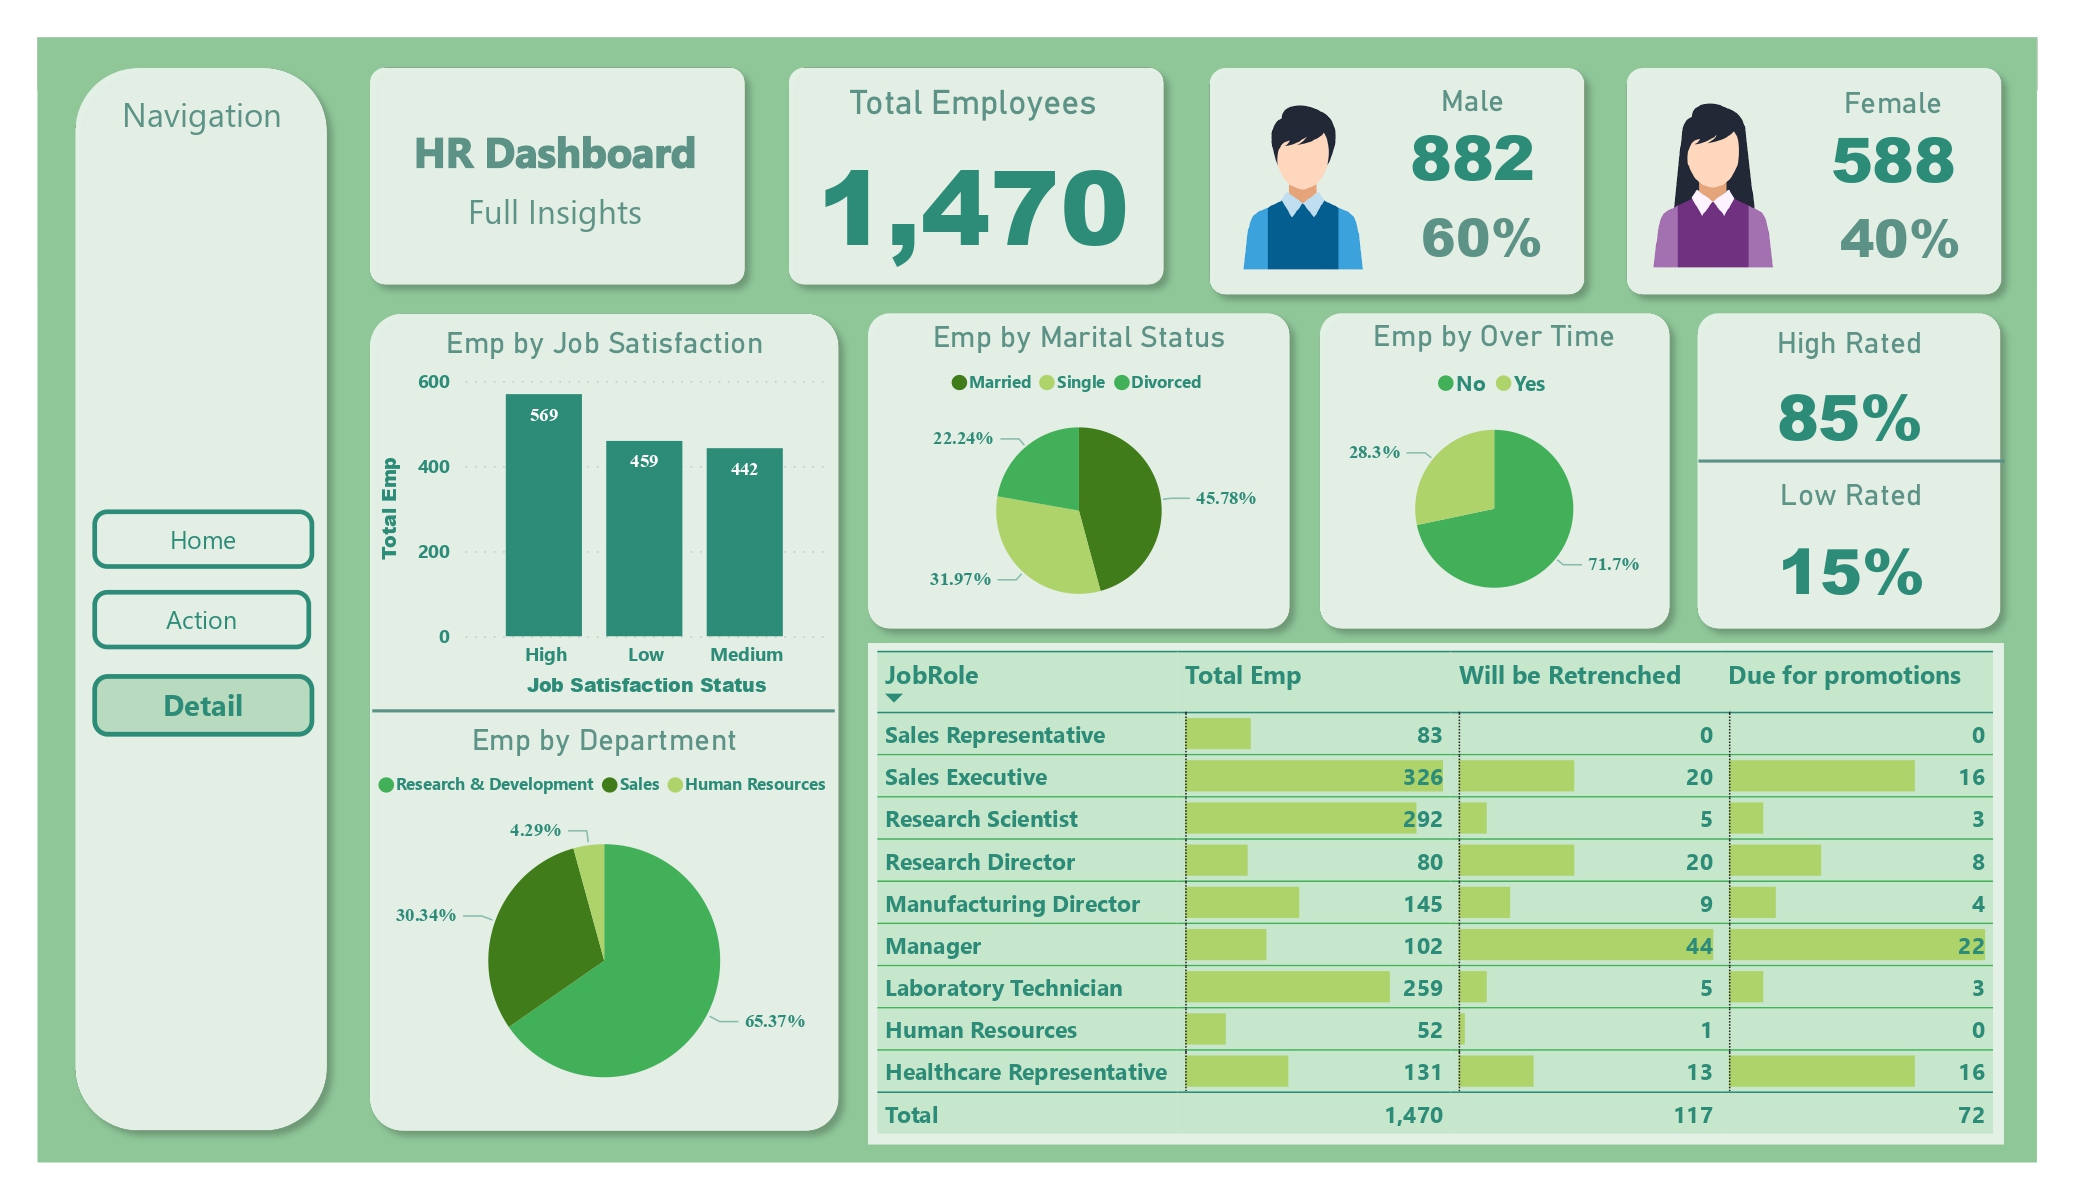 Navigation
Home
Action
Detail
HR Dashboard
Full Insights
Total Employees
1,470
Male
882
60%
Female
588
40%
Emp by Job Satisfaction
600
400
200
0
Total Emp
569
459
442
High Low Medium
Job Satisfaction Status
Emp by Department
Research & Development Sales Human Resources
4.29%
30.34%
65.37%
Emp by Marital Status
Married Single Divorced
22.24%
45.78%
31.97%
Emp by Over Time
No Yes
28.3%
71.7%
High Rated
85%
Low Rated
15%
JobRole Total Emp Will be Retrenched Due for promotions
Sales Representative 83 0 0
Sales Executive 326 20 16
Research Scientist 292 5 3
Research Director 80 20 8
Manufacturing Director 145 9 4
Manager 102 44 22
Laboratory Technician 259 5 3
Human Resources 52 1 0
Healthcare Representative 131 13 16
Total 1,470 117 72